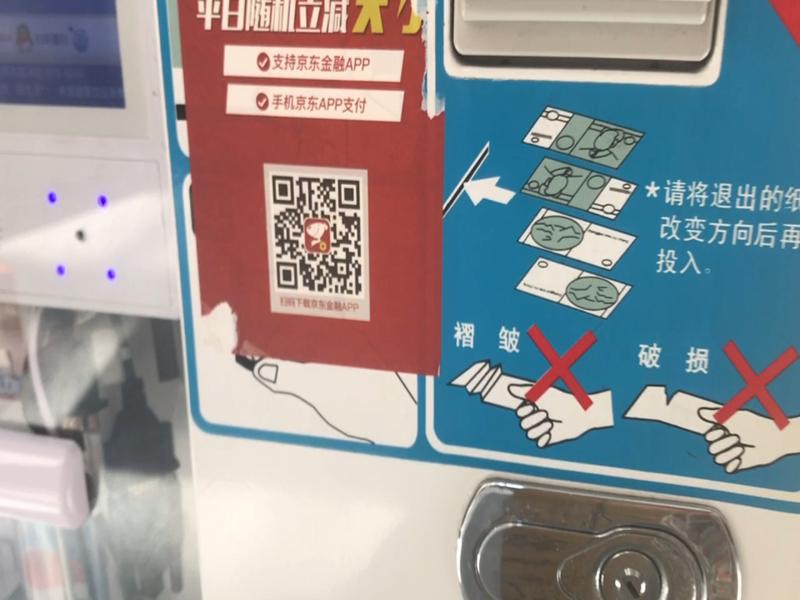 平日随机立减
支持京东金融APP
手机京东APP支付
扫码下载京东金融APP
*请将退出的纸
改变方向后再
投入。
褶皱
破损